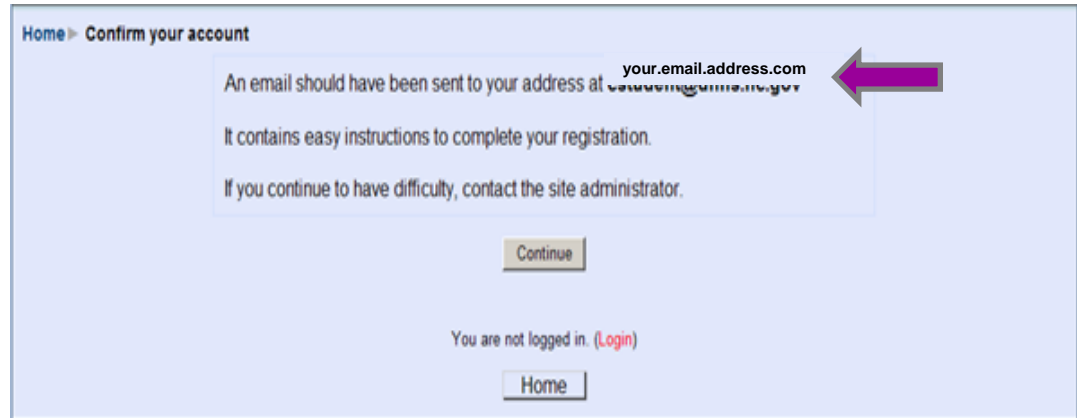 Home Confirm your account
your.email.address.com
An email should have been sent to your address at
It contains easy instructions to complete your registration.
If you continue to have difficulty, contact the site administrator.
Continue
You are not logged in. (Login)
Home